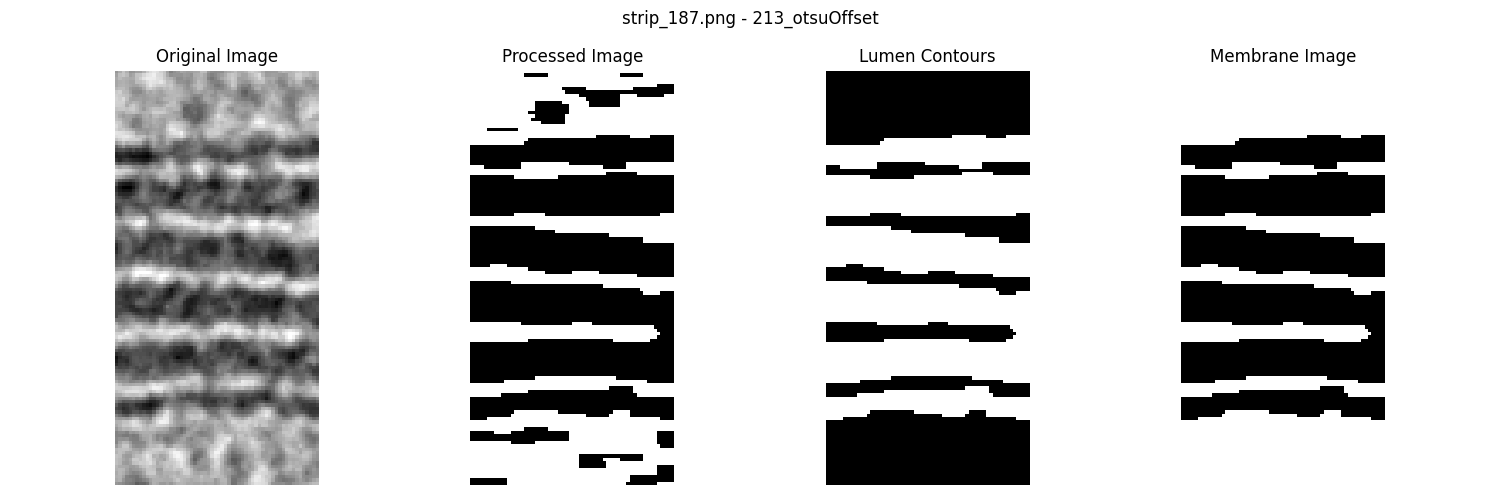 strip_187.png - 213_otsuOffset
Original Image
Processed Image
Lumen Contours
Membrane Image